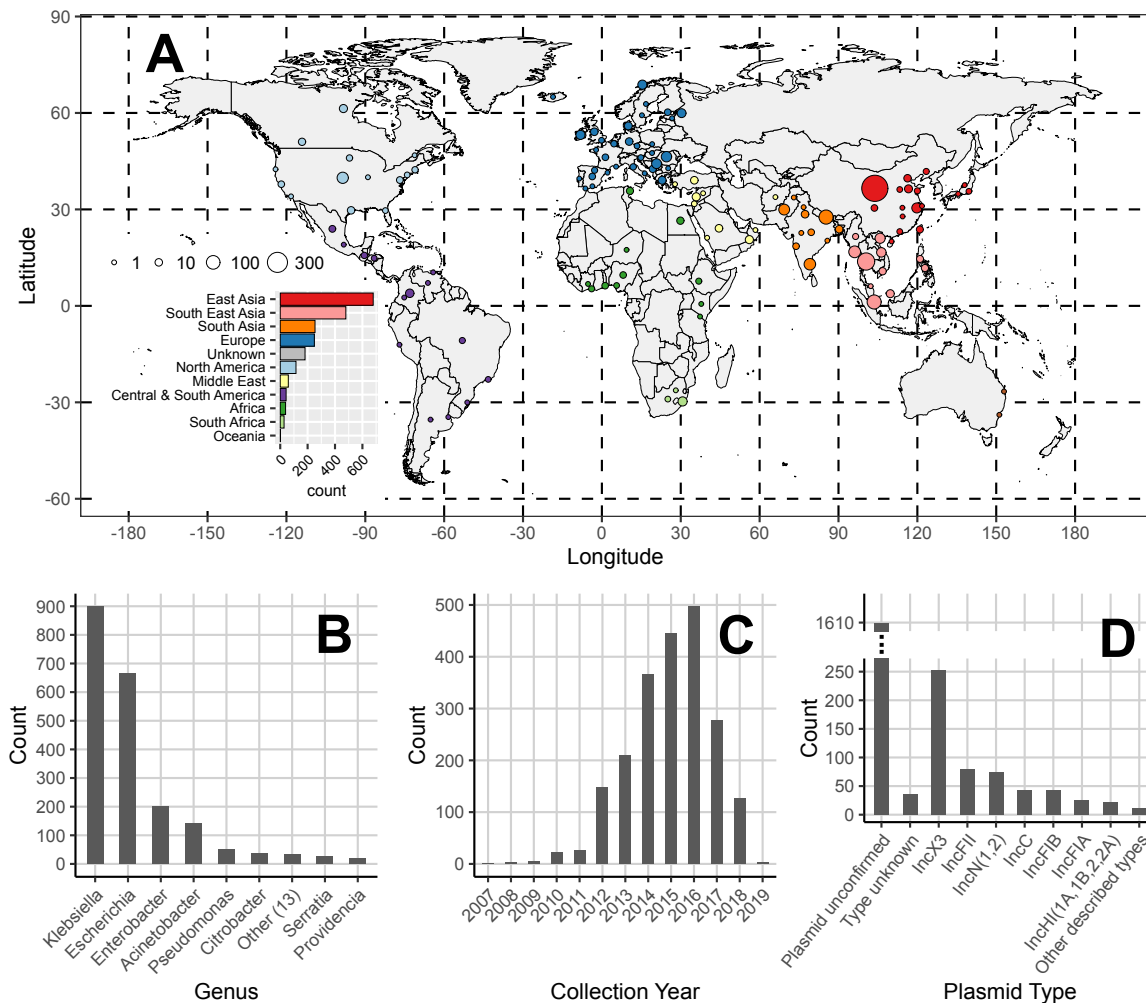 A
90
60
30
0
-30
-60
Latitude
-180 -150 -120 -90 -60 -30 0 30 60 90 120 150 180
Longitude
1 10 100 300
East Asia
South East Asia
South Asia
Europe
Unknown
North America
Middle East
Central & South America
Africa
South Africa
Oceania
0 200 400 600
count
B
900
800
700
600
500
400
300
200
100
0
Count
Klebsiella
Escherichia
Enterobacter
Acinetobacter
Pseudomonas
Citrobacter
Other (13)
Serratia
Providencia
Genus
C
500
400
300
200
100
0
Count
2007
2008
2009
2010
2011
2012
2013
2014
2015
2016
2017
2018
2019
Collection Year
D
1610
250
200
150
100
50
0
Count
Plasmid unconfirmed
Type unknown
IncX3
IncFII
IncN(1,2)
IncC
IncFIB
IncFIA
IncHI(1A,1B,2,2A)
Other described types
Plasmid Type